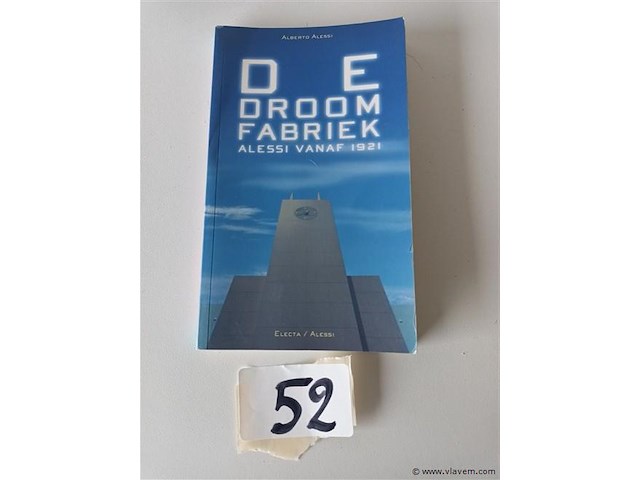 Alberto Alessi
DE
DROOM
FABRIEK
ALESSI VANAF 1921
Electa / Alessi
52
© www.vlavem.com